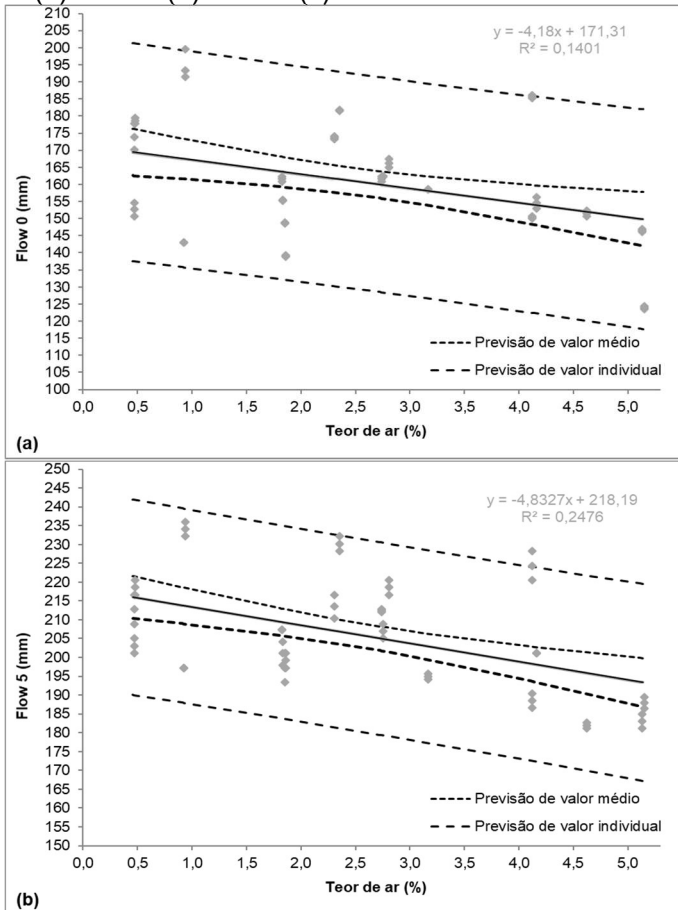 y = -4,18x + 171,31
R² = 0,1401
210
205
200
195
190
185
180
175
170
165
160
155
150
145
140
135
130
125
120
115
110
105
100
Flow 0 (mm)
Previsão de valor médio
Previsão de valor individual
0,0 0,5 1,0 1,5 2,0 2,5 3,0 3,5 4,0 4,5 5,0
Teor de ar (%)
(a)
y = -4,8327x + 218,19
R² = 0,2476
250
245
240
235
230
225
220
215
210
205
200
195
190
185
180
175
170
165
160
155
150
Flow 5 (mm)
Previsão de valor médio
Previsão de valor individual
0,0 0,5 1,0 1,5 2,0 2,5 3,0 3,5 4,0 4,5 5,0
Teor de ar (%)
(b)